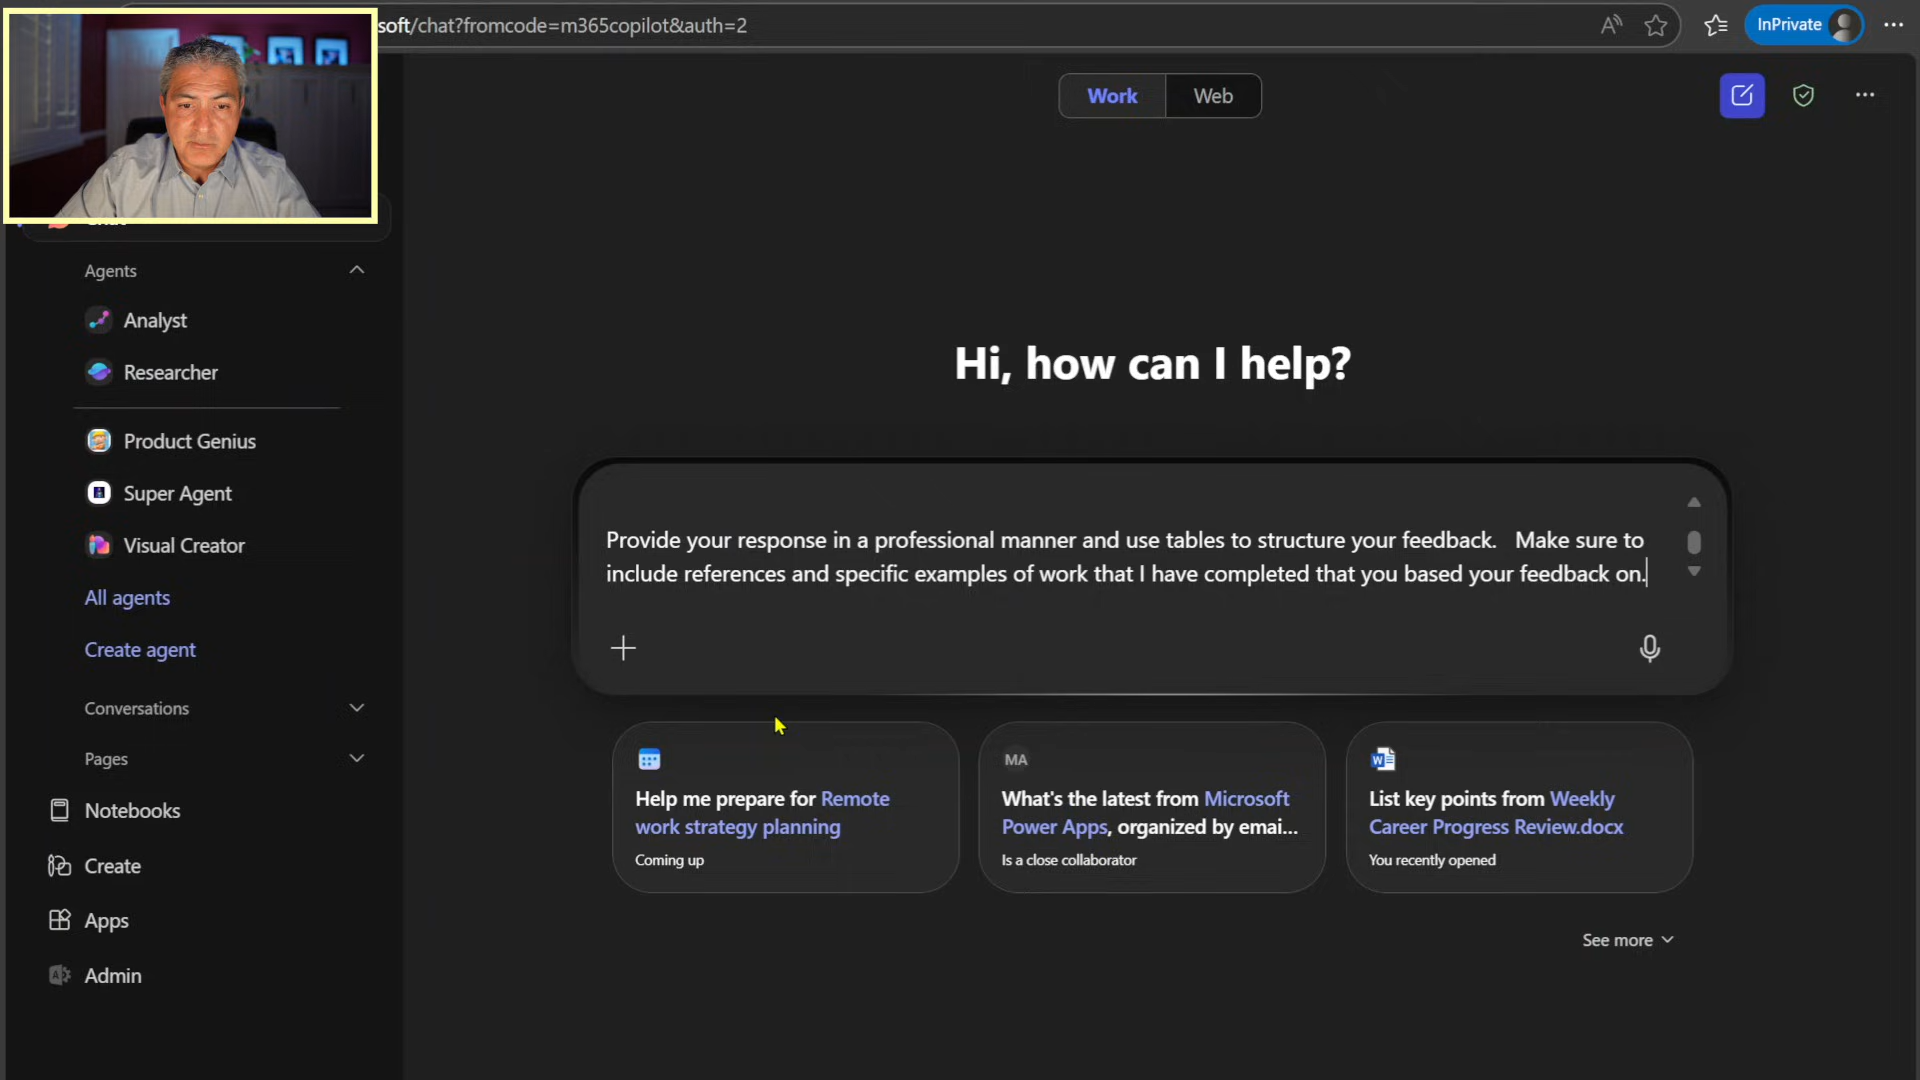 soft/chat?fromcode=m365copilot&auth=2
InPrivate
Work
Web
Agents
Analyst
Researcher
Product Genius
Super Agent
Visual Creator
All agents
Create agent
Conversations
Pages
Notebooks
Create
Apps
Admin
Hi, how can I help?
Provide your response in a professional manner and use tables to structure your feedback.   Make sure to
include references and specific examples of work that I have completed that you based your feedback on.
Help me prepare for Remote
work strategy planning
Coming up
MA
What's the latest from Microsoft
Power Apps, organized by emai...
Is a close collaborator
List key points from Weekly
Career Progress Review.docx
You recently opened
See more